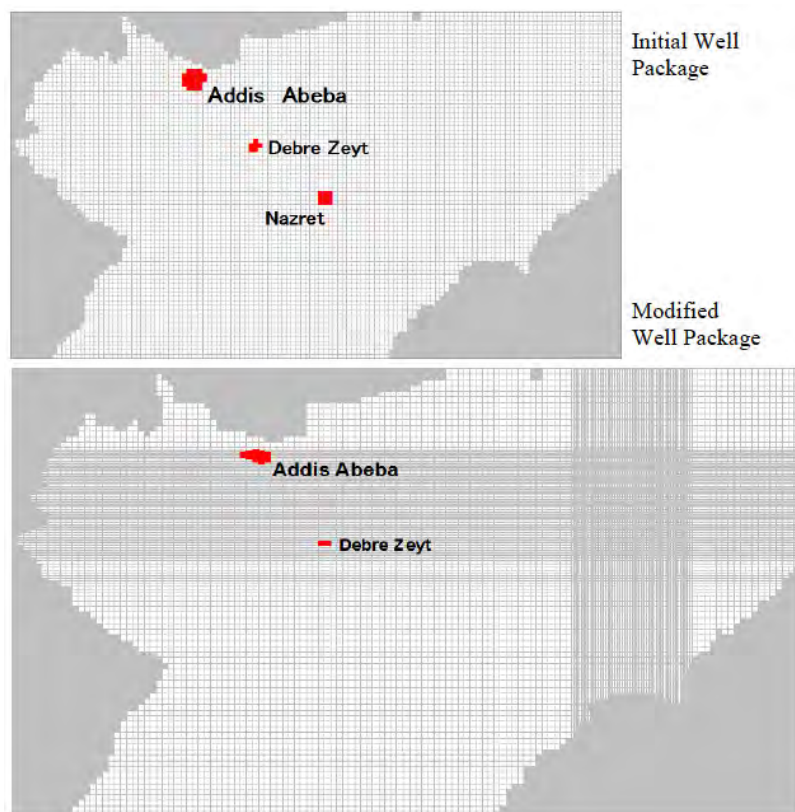 Initial Well
Package
Addis Abeba
Debre Zeyt
Nazret
Modified
Well Package
Addis Abeba
Debre Zeyt